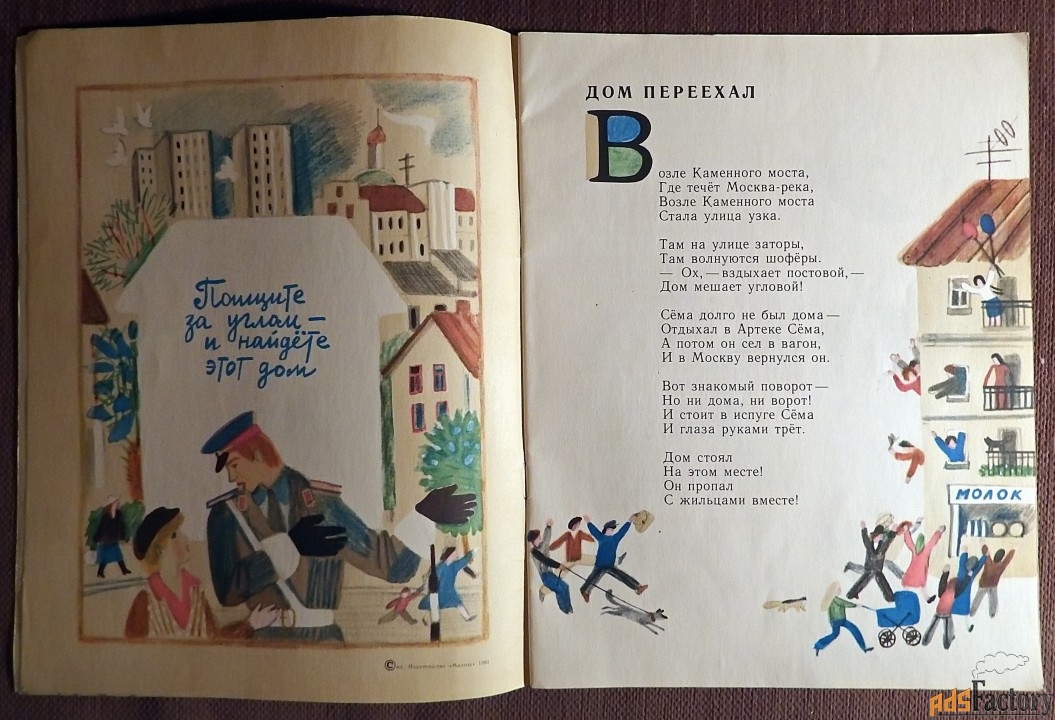 Поищите
за углом —
и найдёте
этот дом
ДОМ ПЕРЕЕХАЛ
Возле Каменного моста,
Где течёт Москва-река,
Возле Каменного моста
Стала улица узка.
Там на улице заторы,
Там волнуются шофёры.
— Ох, — вздыхает постовой, —
Дом мешает угловой!
Сёма долго не был дома —
Отдыхал в Артеке Сёма,
А потом он сел в вагон,
И в Москву вернулся он.
Вот знакомый поворот —
Но ни дома, ни ворот!
И стоит в испуге Сёма
И глаза руками трёт.
Дом стоял
На этом месте!
Он пропал
С жильцами вместе!
МОЛОК
AdsFactory